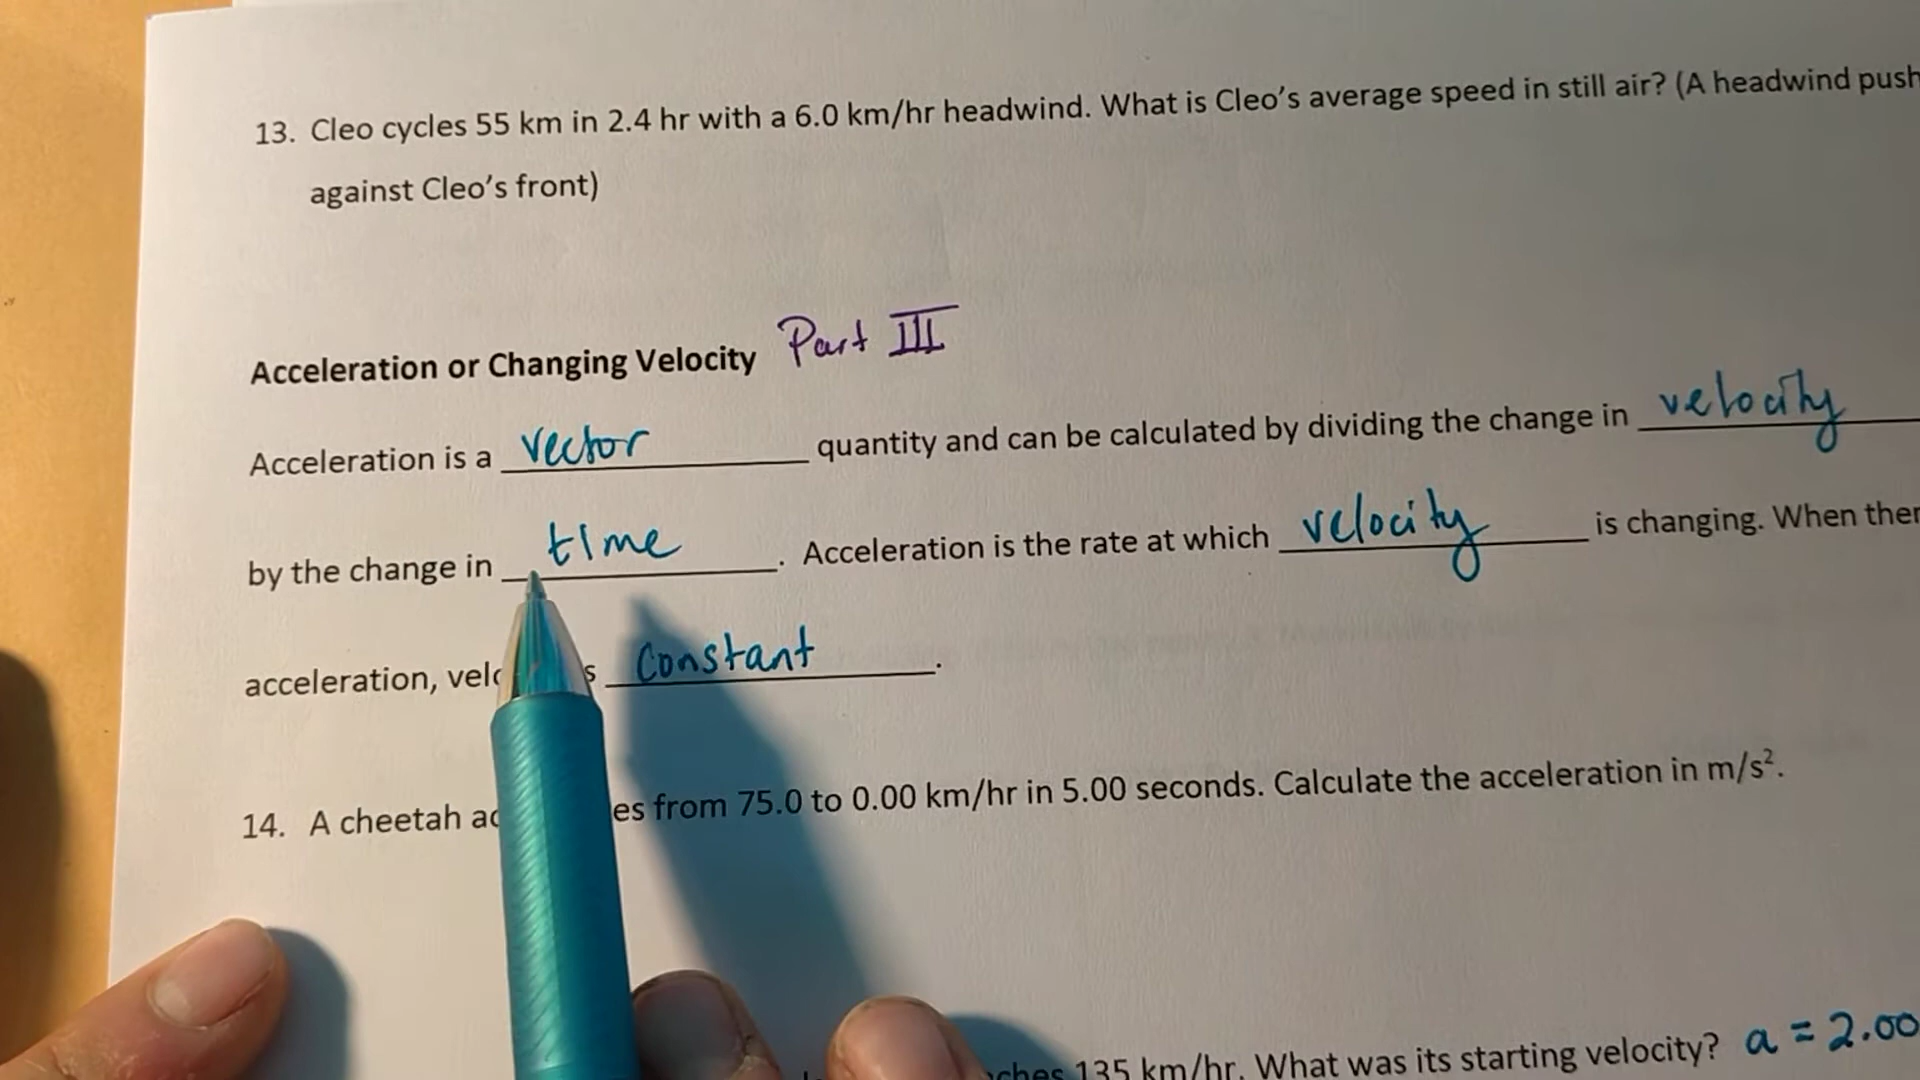 13. Cleo cycles 55 km in 2.4 hr with a 6.0 km/hr headwind. What is Cleo's average speed in still air? (A headwind push
against Cleo's front)
Acceleration or Changing Velocity Part III
Acceleration is a vector quantity and can be calculated by dividing the change in velocity
by the change in time. Acceleration is the rate at which velocity is changing. When ther
acceleration, constant.
14. A cheetah from 75.0 to 0.00 km/hr in 5.00 seconds. Calculate the acceleration in m/s².
135 km/hr. What was its starting velocity? a = 2.00